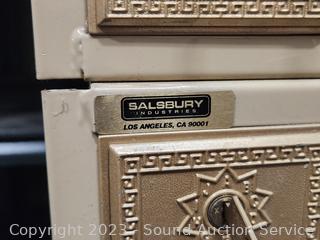 SALSBURY
INDUSTRIES
LOS ANGELES, CA 90001
Copyright 2023 Sound Auction Service